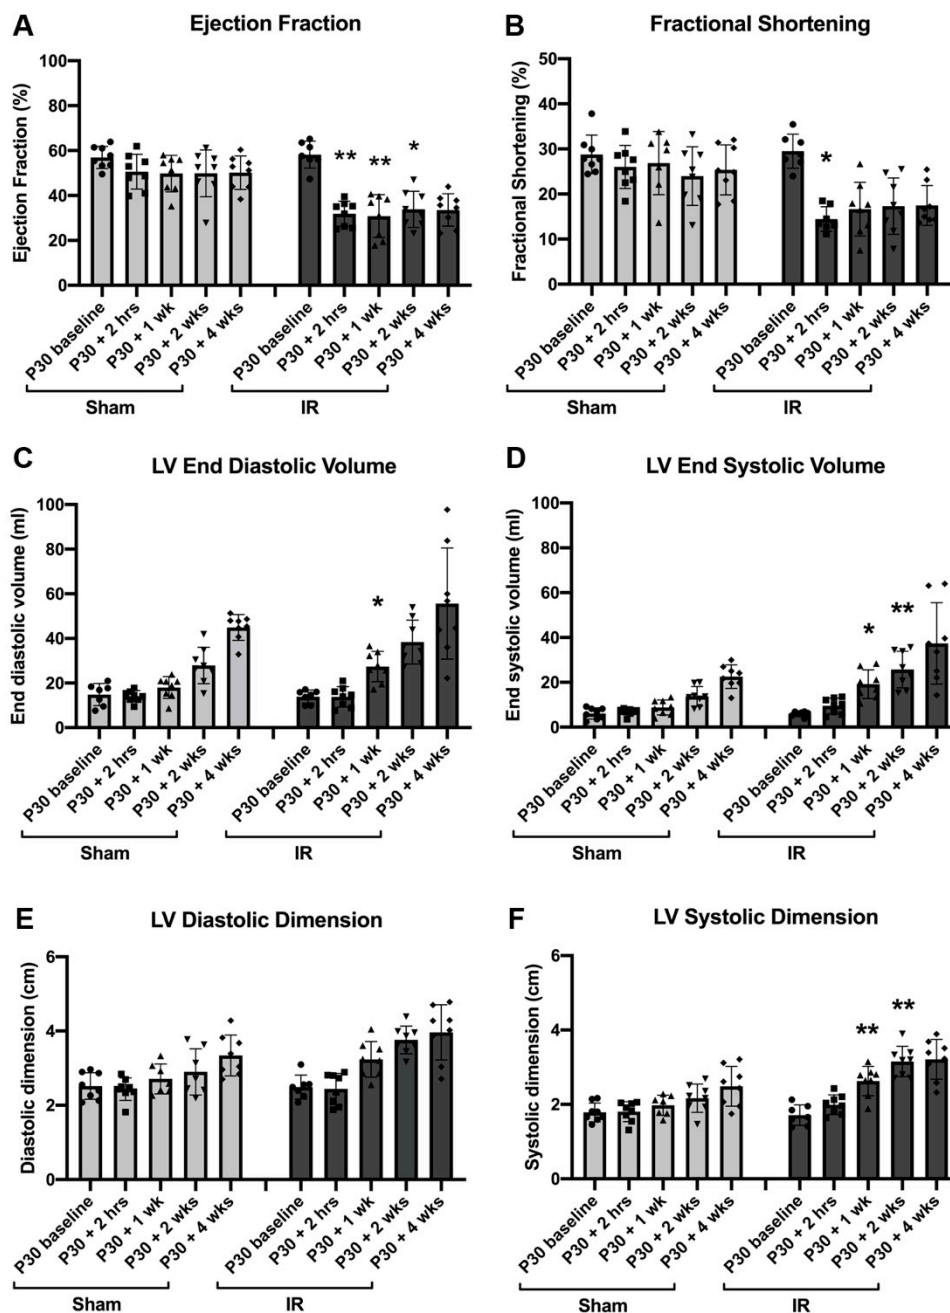 A
Ejection Fraction
Ejection Fraction (%)
100
80
60
40
20
0
**
**
*
P30 baseline
P30 + 2 hrs
P30 + 1 wk
P30 + 2 wks
P30 + 4 wks
P30 baseline
P30 + 2 hrs
P30 + 1 wk
P30 + 2 wks
P30 + 4 wks
Sham
IR
B
Fractional Shortening
Fractional Shortening (%)
50
40
30
20
10
0
*
P30 baseline
P30 + 2 hrs
P30 + 1 wk
P30 + 2 wks
P30 + 4 wks
P30 baseline
P30 + 2 hrs
P30 + 1 wk
P30 + 2 wks
P30 + 4 wks
Sham
IR
C
LV End Diastolic Volume
End diastolic volume (ml)
100
80
60
40
20
0
*
P30 baseline
P30 + 2 hrs
P30 + 1 wk
P30 + 2 wks
P30 + 4 wks
P30 baseline
P30 + 2 hrs
P30 + 1 wk
P30 + 2 wks
P30 + 4 wks
Sham
IR
D
LV End Systolic Volume
End systolic volume (ml)
100
80
60
40
20
0
*
**
P30 baseline
P30 + 2 hrs
P30 + 1 wk
P30 + 2 wks
P30 + 4 wks
P30 baseline
P30 + 2 hrs
P30 + 1 wk
P30 + 2 wks
P30 + 4 wks
Sham
IR
E
LV Diastolic Dimension
Diastolic dimension (cm)
6
4
2
0
P30 baseline
P30 + 2 hrs
P30 + 1 wk
P30 + 2 wks
P30 + 4 wks
P30 baseline
P30 + 2 hrs
P30 + 1 wk
P30 + 2 wks
P30 + 4 wks
Sham
IR
F
LV Systolic Dimension
Systolic dimension (cm)
6
4
2
0
**
**
P30 baseline
P30 + 2 hrs
P30 + 1 wk
P30 + 2 wks
P30 + 4 wks
P30 baseline
P30 + 2 hrs
P30 + 1 wk
P30 + 2 wks
P30 + 4 wks
Sham
IR